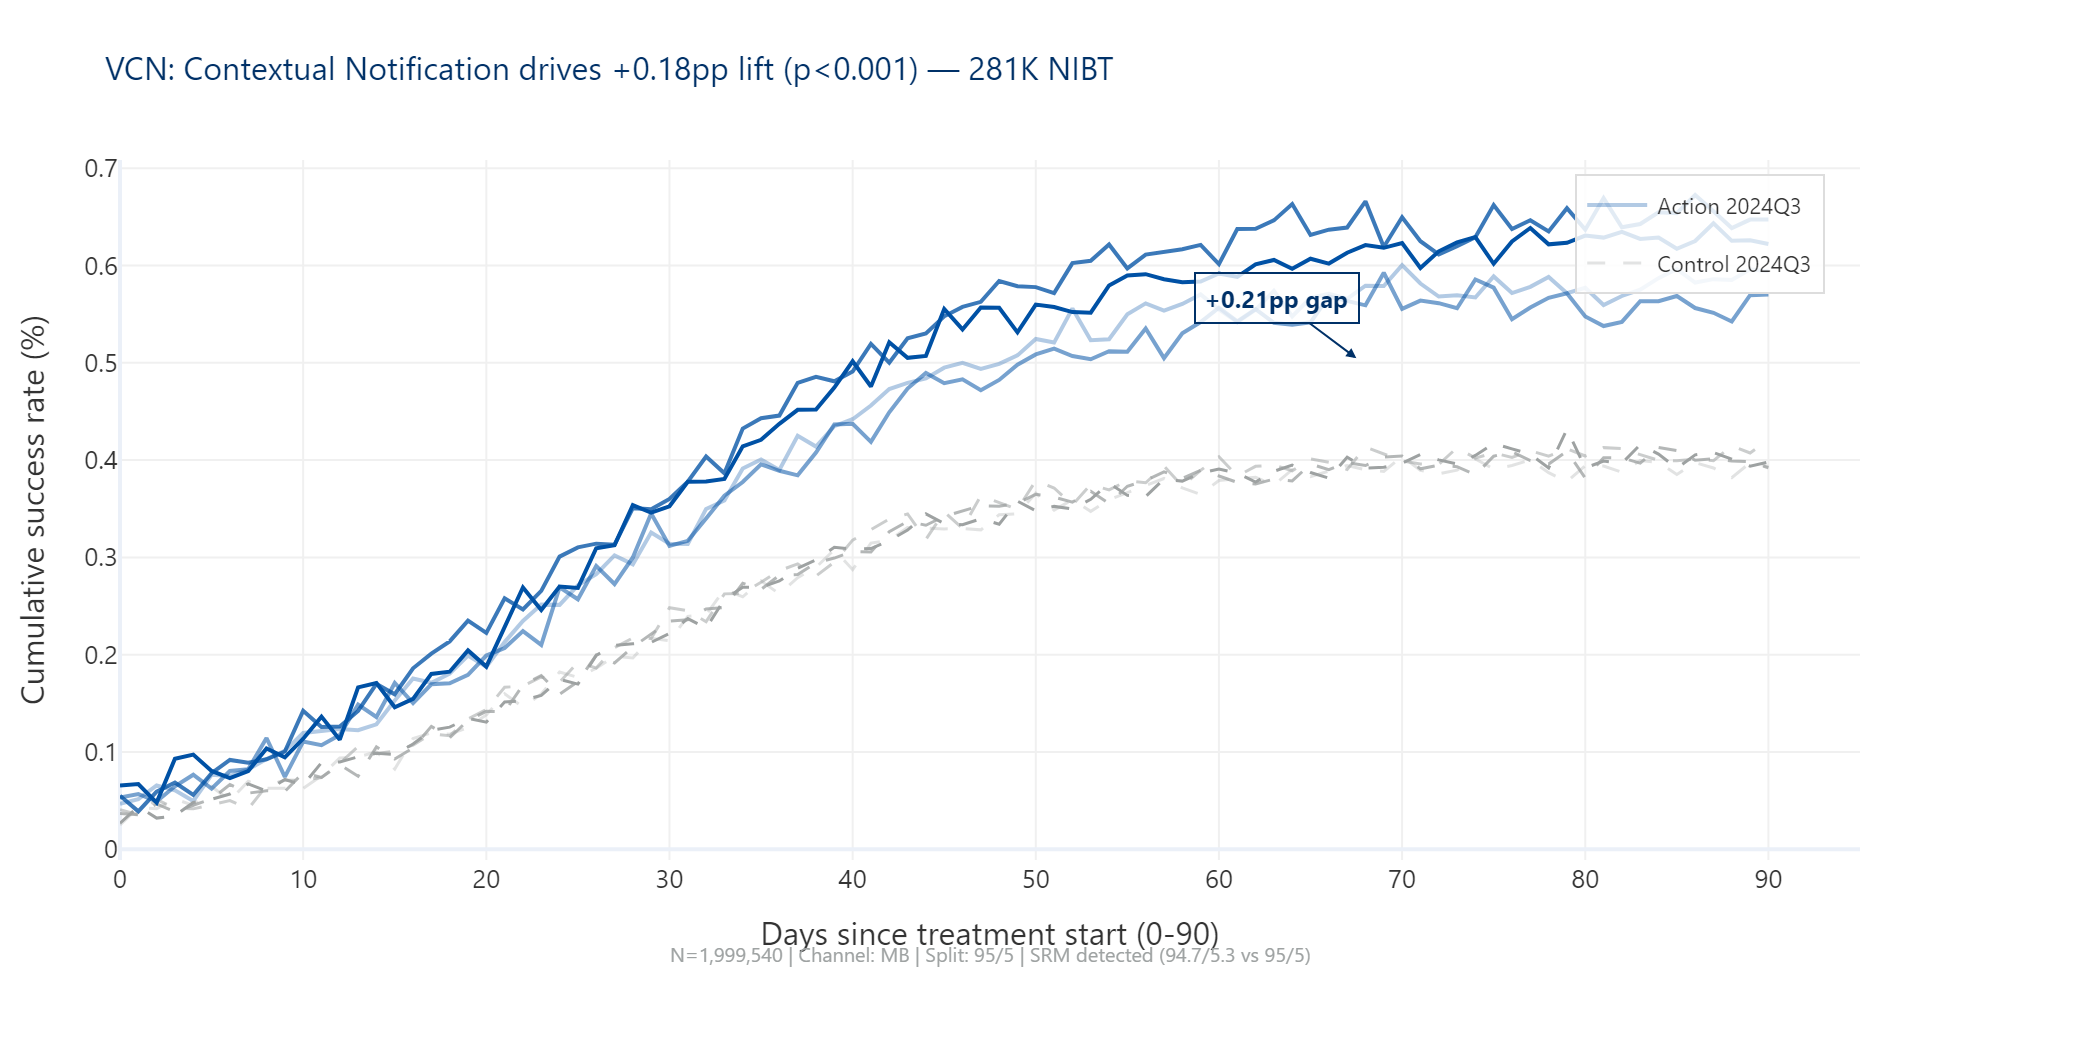 VCN: Contextual Notification drives +0.18pp lift (p<0.001) — 281K NIBT
Cumulative success rate (%)
0.7
0.6
0.5
0.4
0.3
0.2
0.1
0
Action 2024Q3
Control 2024Q3
+0.21pp gap
0 10 20 30 40 50 60 70 80 90
Days since treatment start (0-90)
N=1,999,540 | Channel: MB | Split: 95/5 | SRM detected (94.7/5.3 vs 95/5)